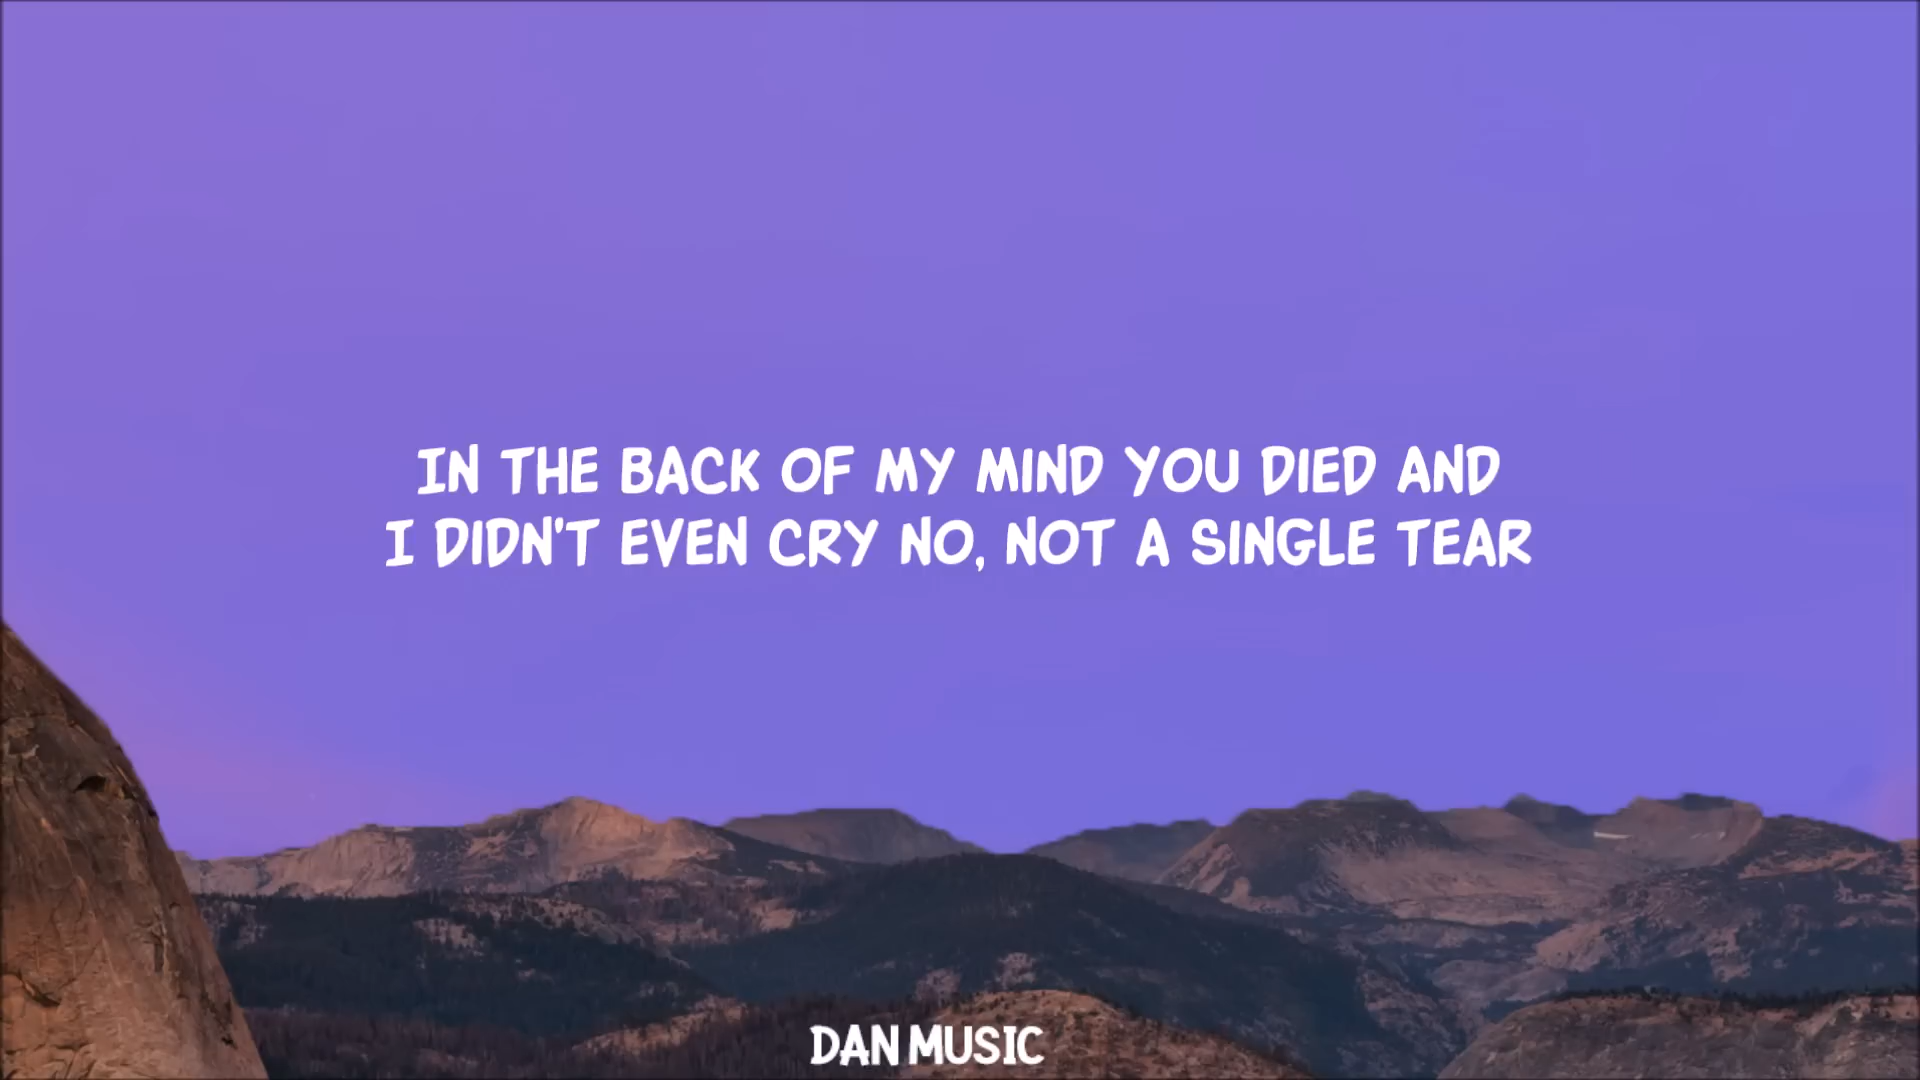 IN THE BACK OF MY MIND YOU DIED AND
I DIDN'T EVEN CRY NO, NOT A SINGLE TEAR
DAN MUSIC